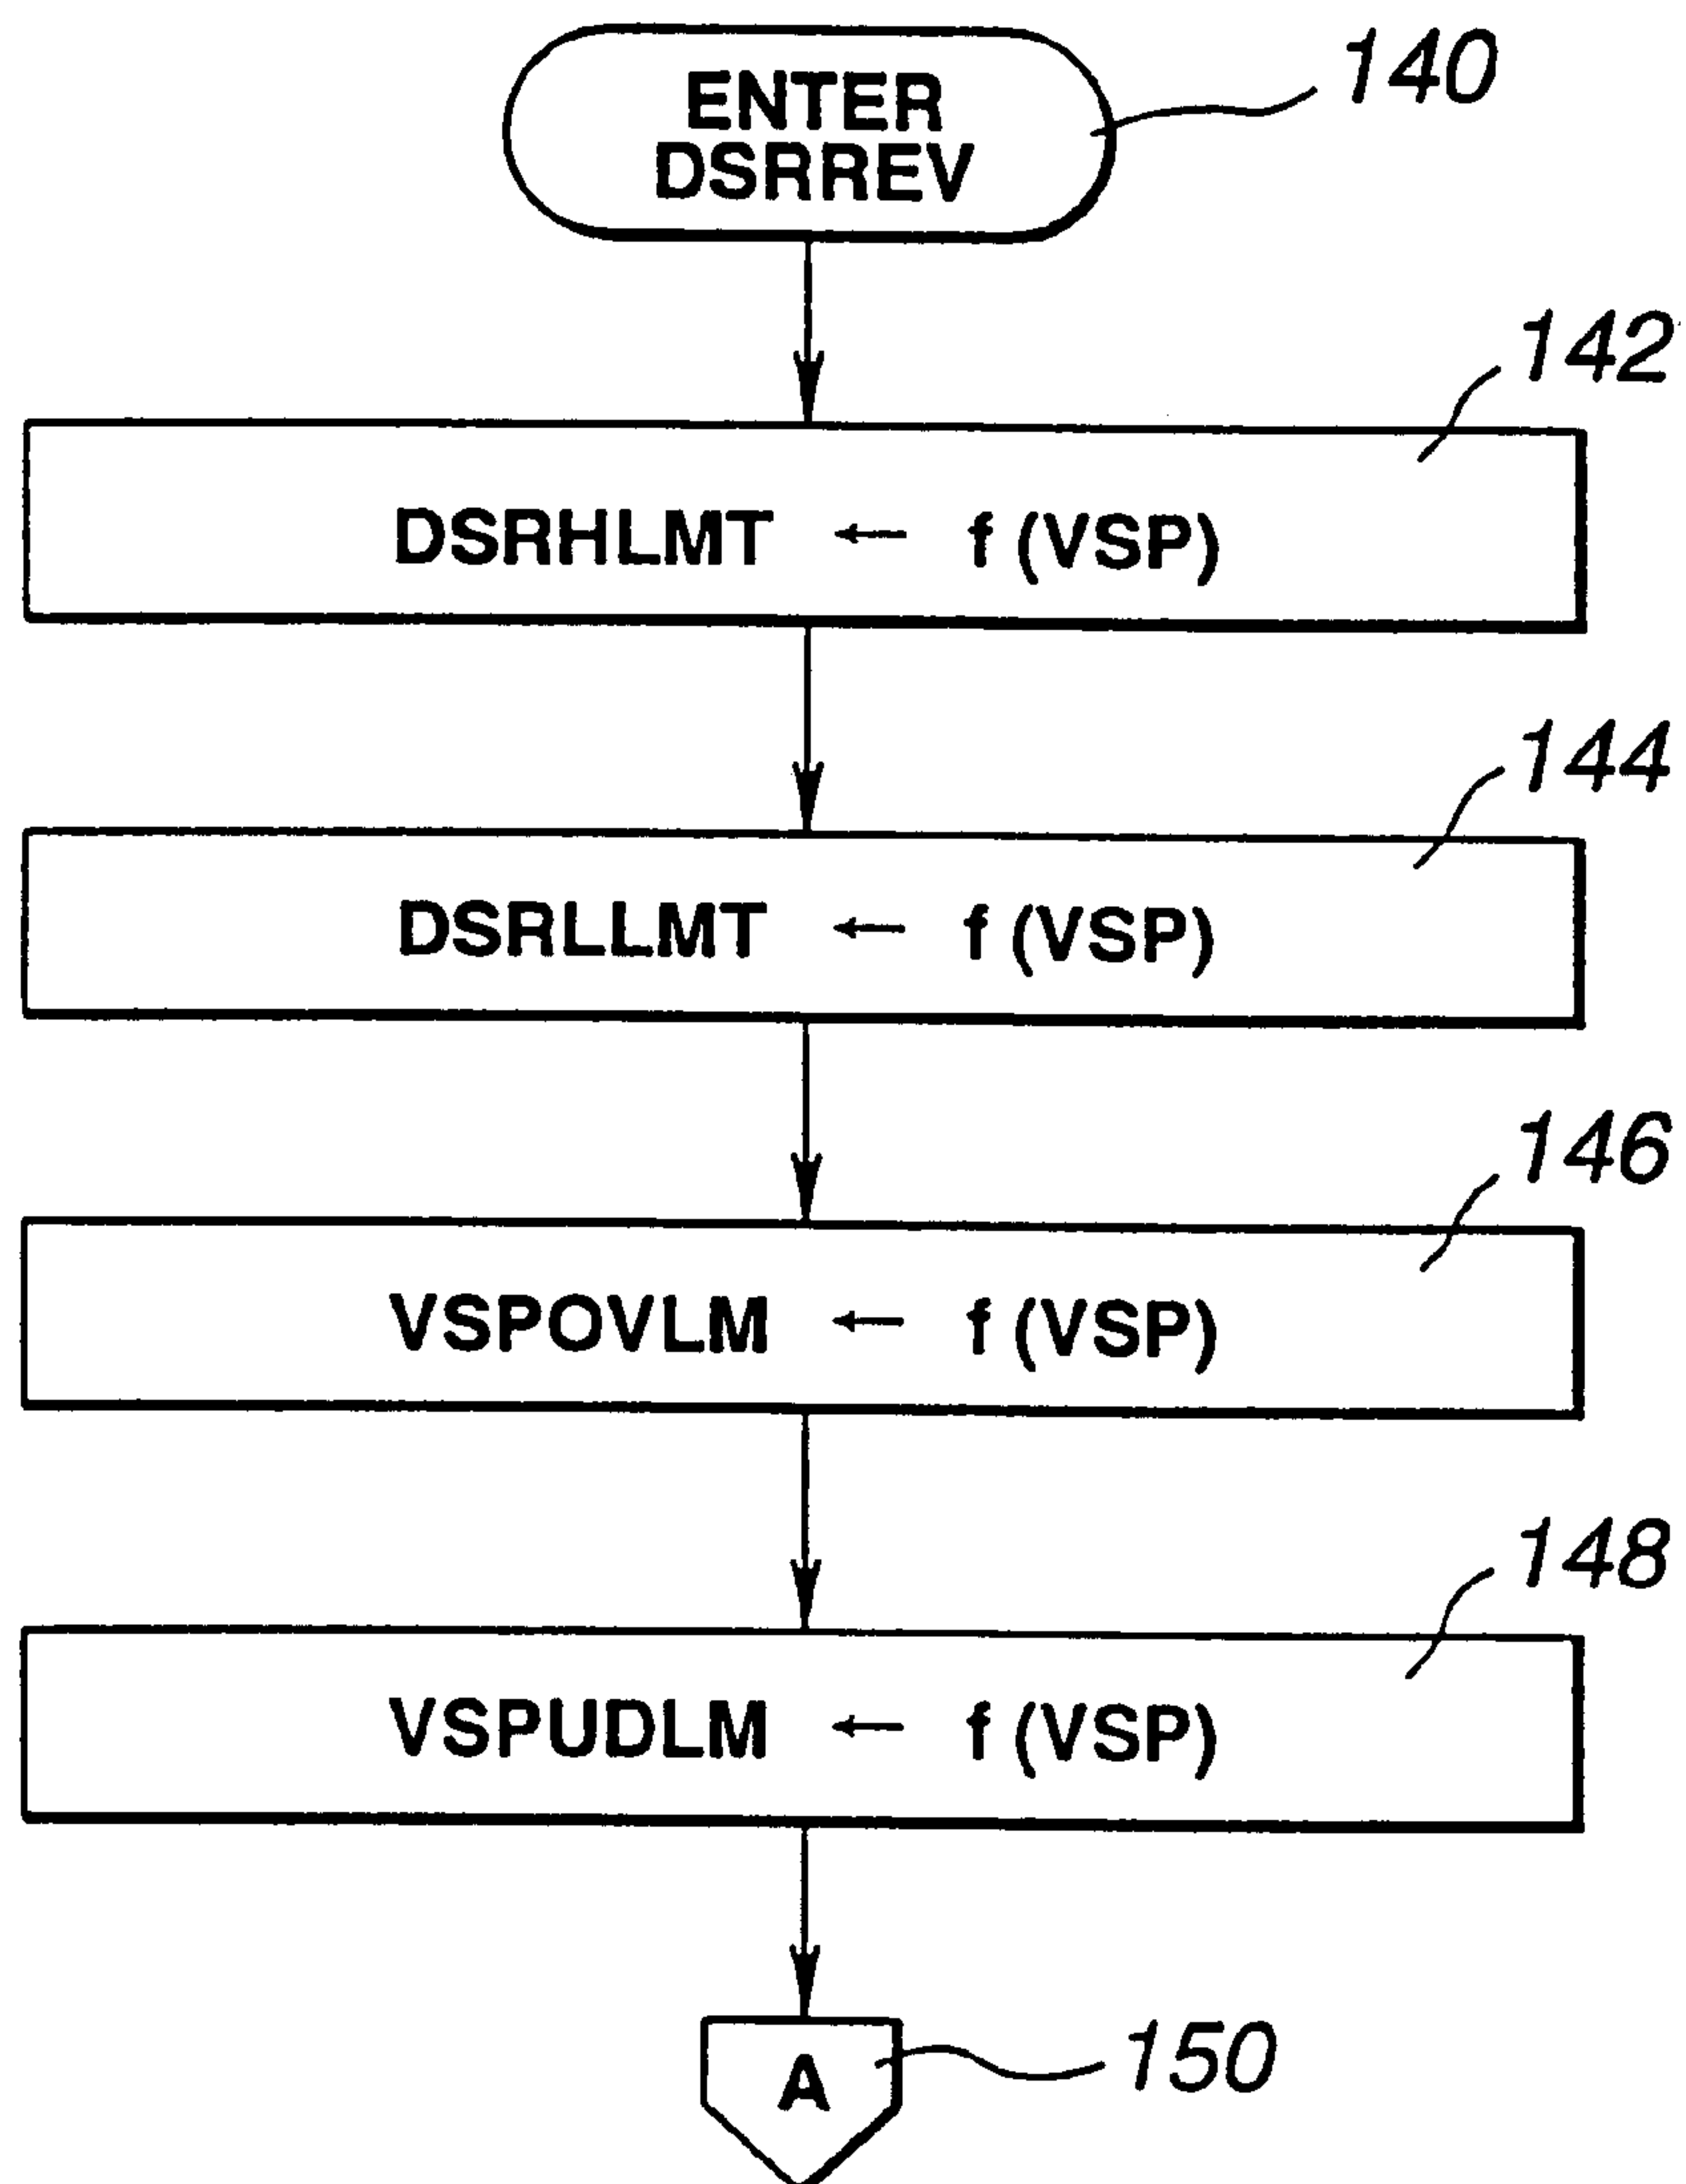 ENTER
DSRREV
140
142
DSRHLMT ← f (VSP)
144
DSRLLMT ← f (VSP)
146
VSPOVLM ← f (VSP)
148
VSPUDLM ← f (VSP)
A
150